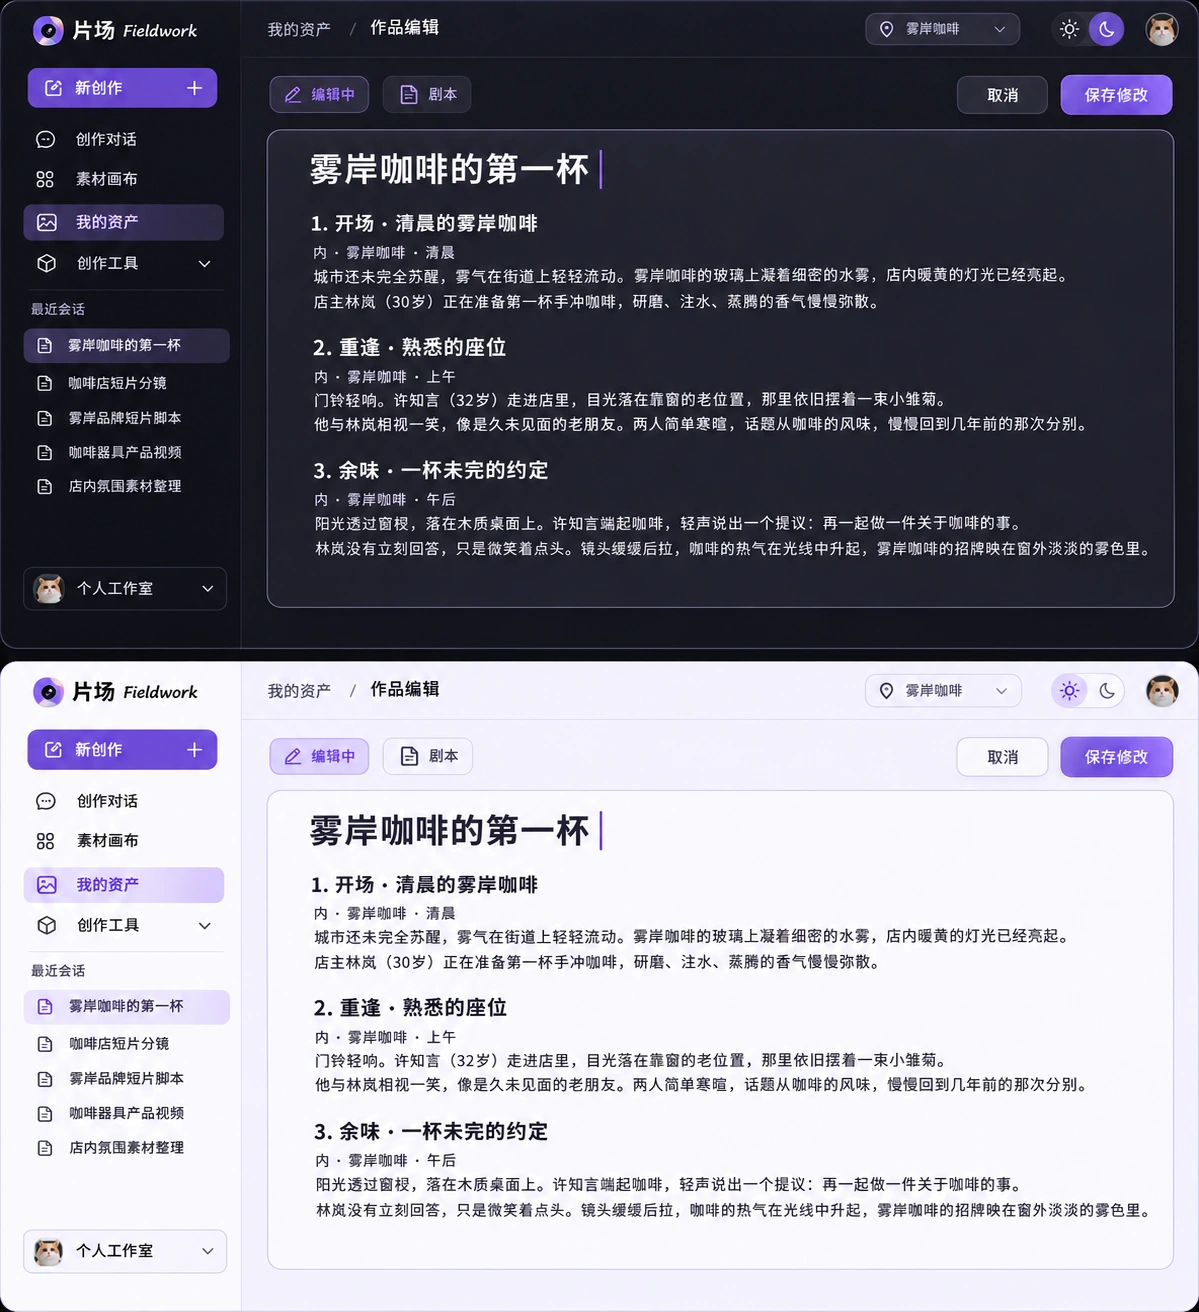 片场 Fieldwork
我的资产 / 作品编辑
雾岸咖啡
新创作
创作对话
素材画布
我的资产
创作工具
最近会话
雾岸咖啡的第一杯
咖啡店短片分镜
雾岸品牌短片脚本
咖啡器具产品视频
店内氛围素材整理
个人工作室
编辑中
剧本
取消
保存修改
雾岸咖啡的第一杯
1. 开场 · 清晨的雾岸咖啡
内 · 雾岸咖啡 · 清晨
城市还未完全苏醒，雾气在街道上轻轻流动。雾岸咖啡的玻璃上凝着细密的水雾，店内暖黄的灯光已经亮起。
店主林岚（30岁）正在准备第一杯手冲咖啡，研磨、注水、蒸腾的香气慢慢弥散。
2. 重逢 · 熟悉的座位
内 · 雾岸咖啡 · 上午
门铃轻响。许知言（32岁）走进店里，目光落在靠窗的老位置，那里依旧摆着一束小雏菊。
他与林岚相视一笑，像是久未见面的老朋友。两人简单寒暄，话题从咖啡的风味，慢慢回到几年前的那次分别。
3. 余味 · 一杯未完的约定
内 · 雾岸咖啡 · 午后
阳光透过窗棂，落在木质桌面上。许知言端起咖啡，轻声说出一个提议：再一起做一件关于咖啡的事。
林岚没有立刻回答，只是微笑着点头。镜头缓缓后拉，咖啡的热气在光线中升起，雾岸咖啡的招牌映在窗外淡淡的雾色里。
片场 Fieldwork
我的资产 / 作品编辑
雾岸咖啡
新创作
创作对话
素材画布
我的资产
创作工具
最近会话
雾岸咖啡的第一杯
咖啡店短片分镜
雾岸品牌短片脚本
咖啡器具产品视频
店内氛围素材整理
个人工作室
编辑中
剧本
取消
保存修改
雾岸咖啡的第一杯
1. 开场 · 清晨的雾岸咖啡
内 · 雾岸咖啡 · 清晨
城市还未完全苏醒，雾气在街道上轻轻流动。雾岸咖啡的玻璃上凝着细密的水雾，店内暖黄的灯光已经亮起。
店主林岚（30岁）正在准备第一杯手冲咖啡，研磨、注水、蒸腾的香气慢慢弥散。
2. 重逢 · 熟悉的座位
内 · 雾岸咖啡 · 上午
门铃轻响。许知言（32岁）走进店里，目光落在靠窗的老位置，那里依旧摆着一束小雏菊。
他与林岚相视一笑，像是久未见面的老朋友。两人简单寒暄，话题从咖啡的风味，慢慢回到几年前的那次分别。
3. 余味 · 一杯未完的约定
内 · 雾岸咖啡 · 午后
阳光透过窗棂，落在木质桌面上。许知言端起咖啡，轻声说出一个提议：再一起做一件关于咖啡的事。
林岚没有立刻回答，只是微笑着点头。镜头缓缓后拉，咖啡的热气在光线中升起，雾岸咖啡的招牌映在窗外淡淡的雾色里。